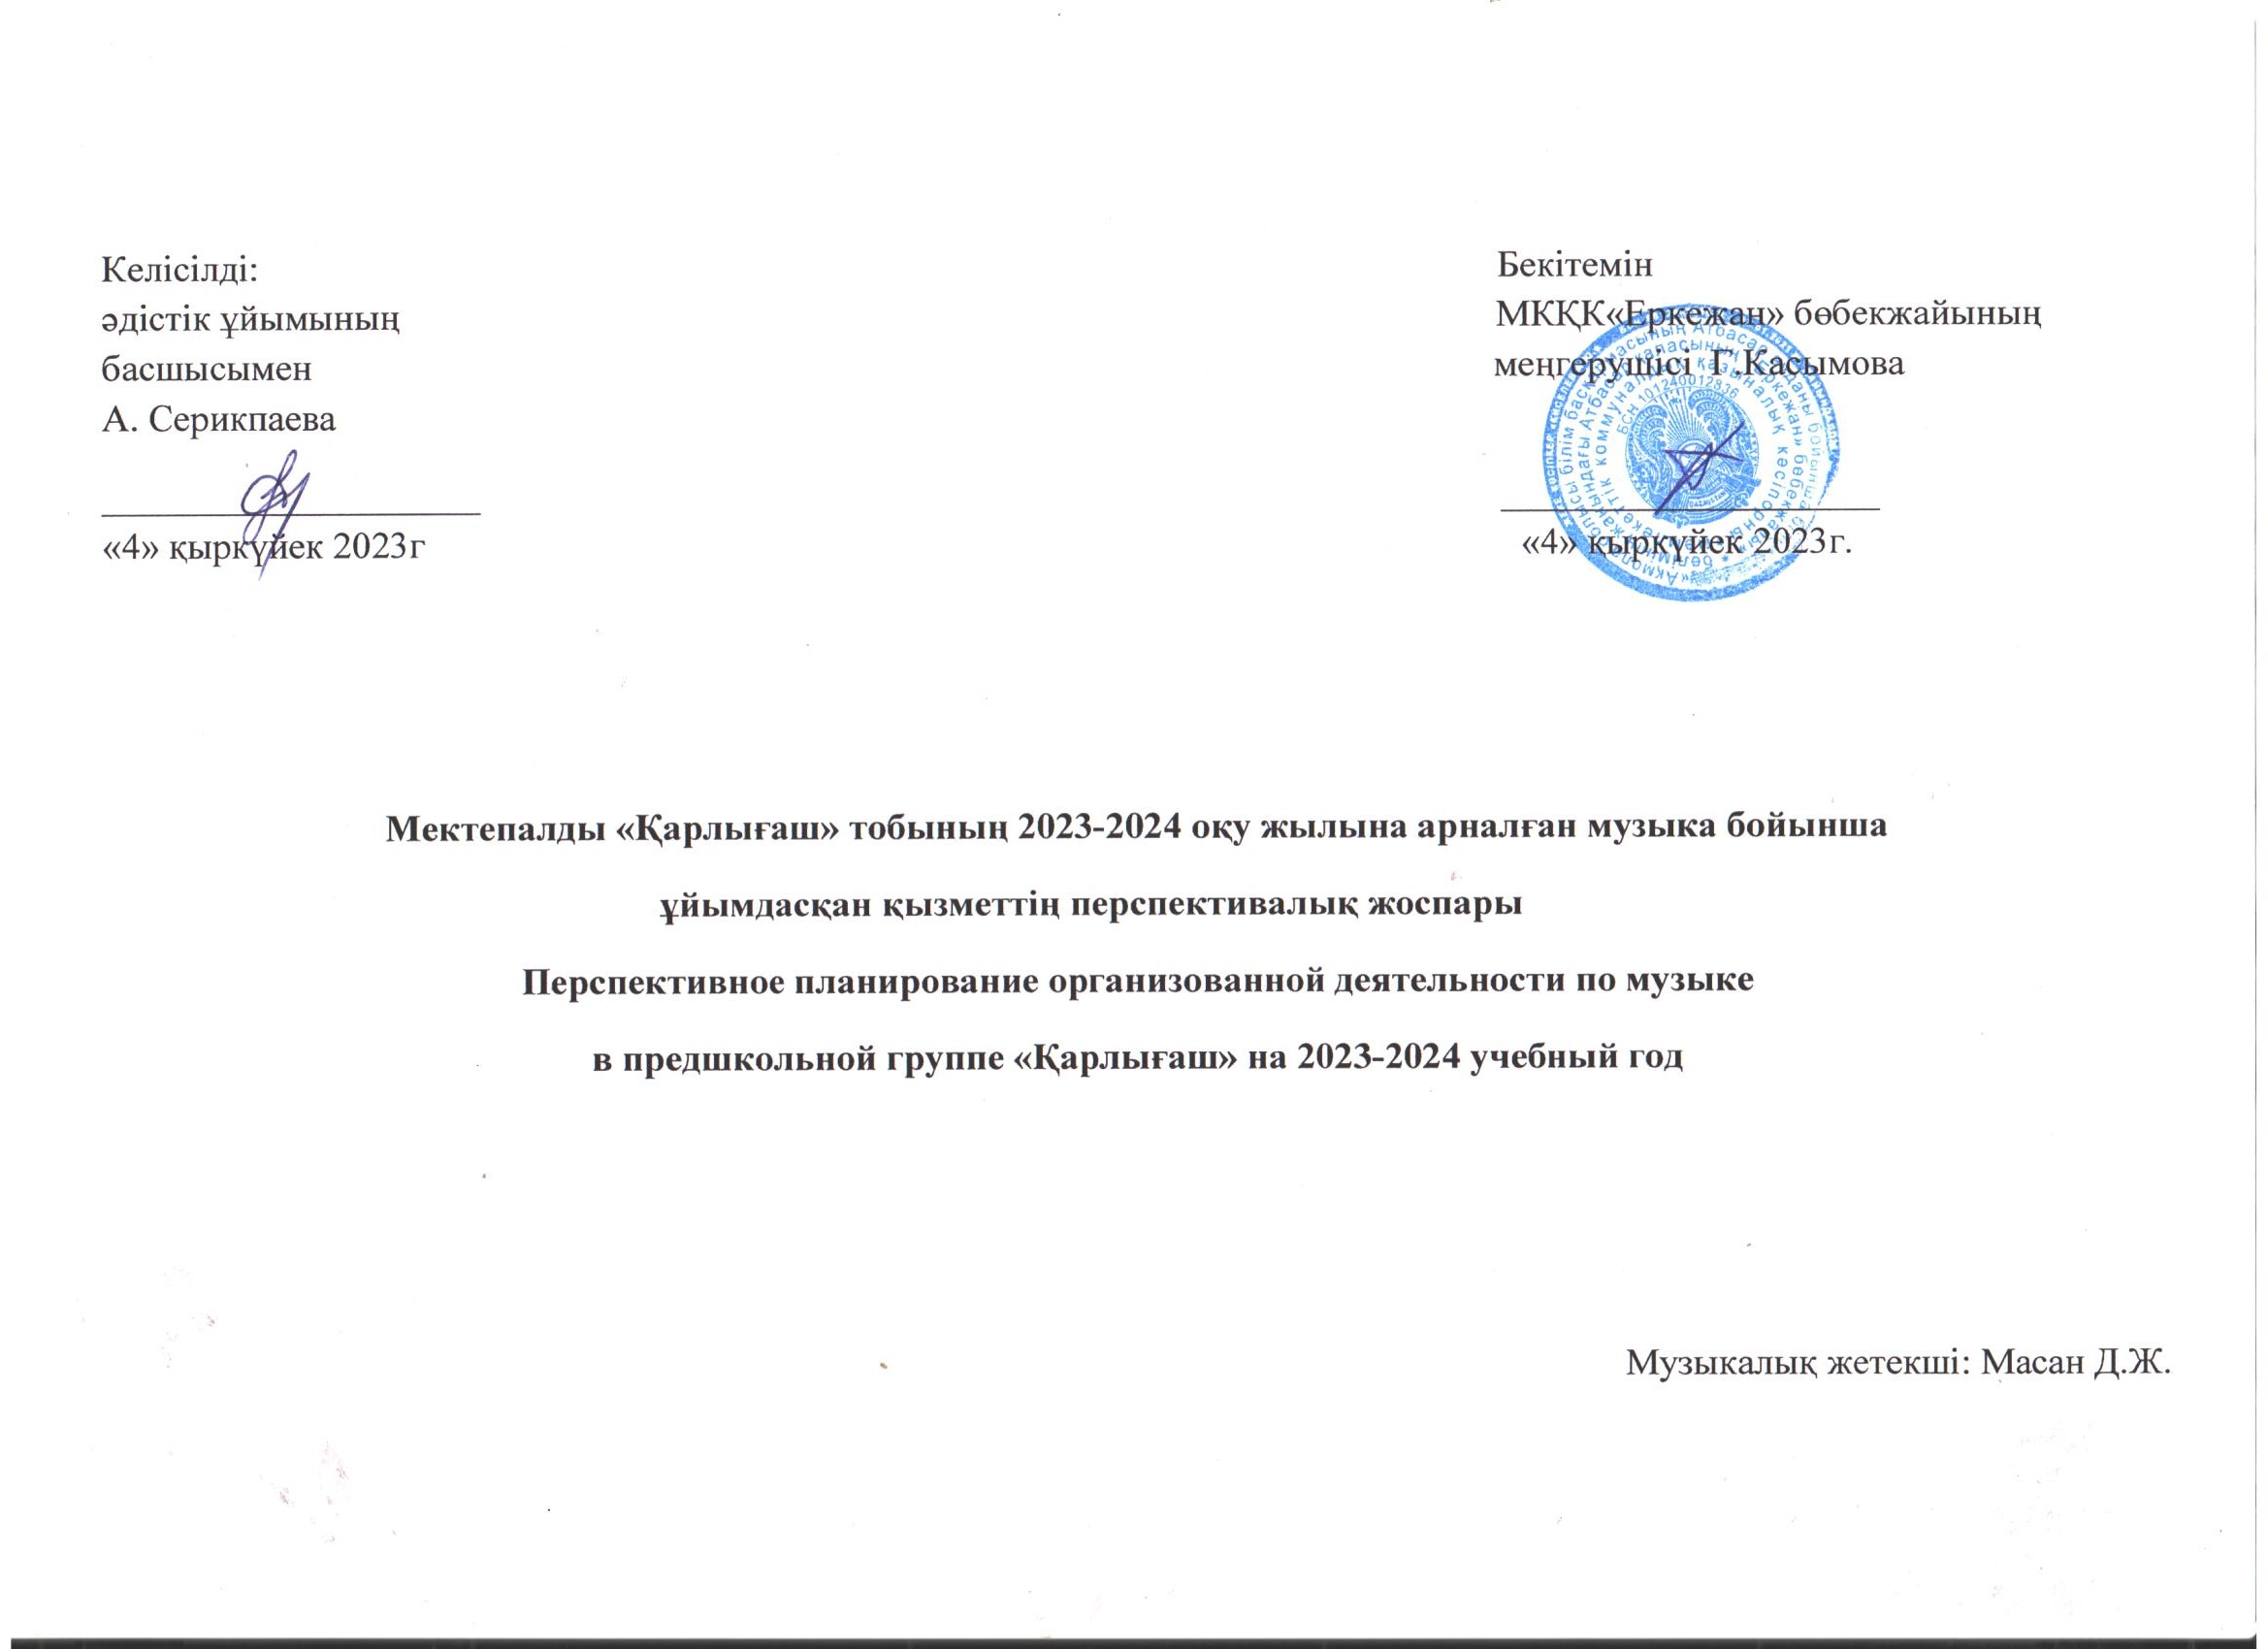 Келісілді:
әдістік ұйымының
басшысымен
А. Серикпаева
«4» қыркүйек 2023г
Бекітемін
МКҚК«Еркежан» бөбекжайының
меңгерушісі Г.Касымова
БСН 101240012836
«4» қыркүйек 2023г.
Мектепалды «Қарлығаш» тобының 2023-2024 оқу жылына арналған музыка бойынша
ұйымдасқан қызметтің перспективалық жоспары
Перспективное планирование организованной деятельности по музыке
в предшкольной группе «Қарлығаш» на 2023-2024 учебный год
Музыкалық жетекші: Масан Д.Ж.